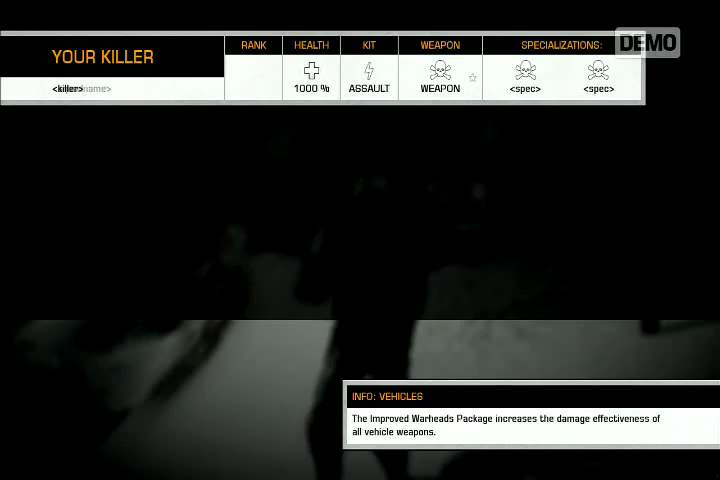 DEMO
YOUR KILLER
RANK
HEALTH
KIT
WEAPON
SPECIALIZATIONS:
<killer>
1000 %
ASSAULT
WEAPON
<spec>
<spec>
INFO: VEHICLES
The Improved Warheads Package increases the damage effectiveness of
all vehicle weapons.